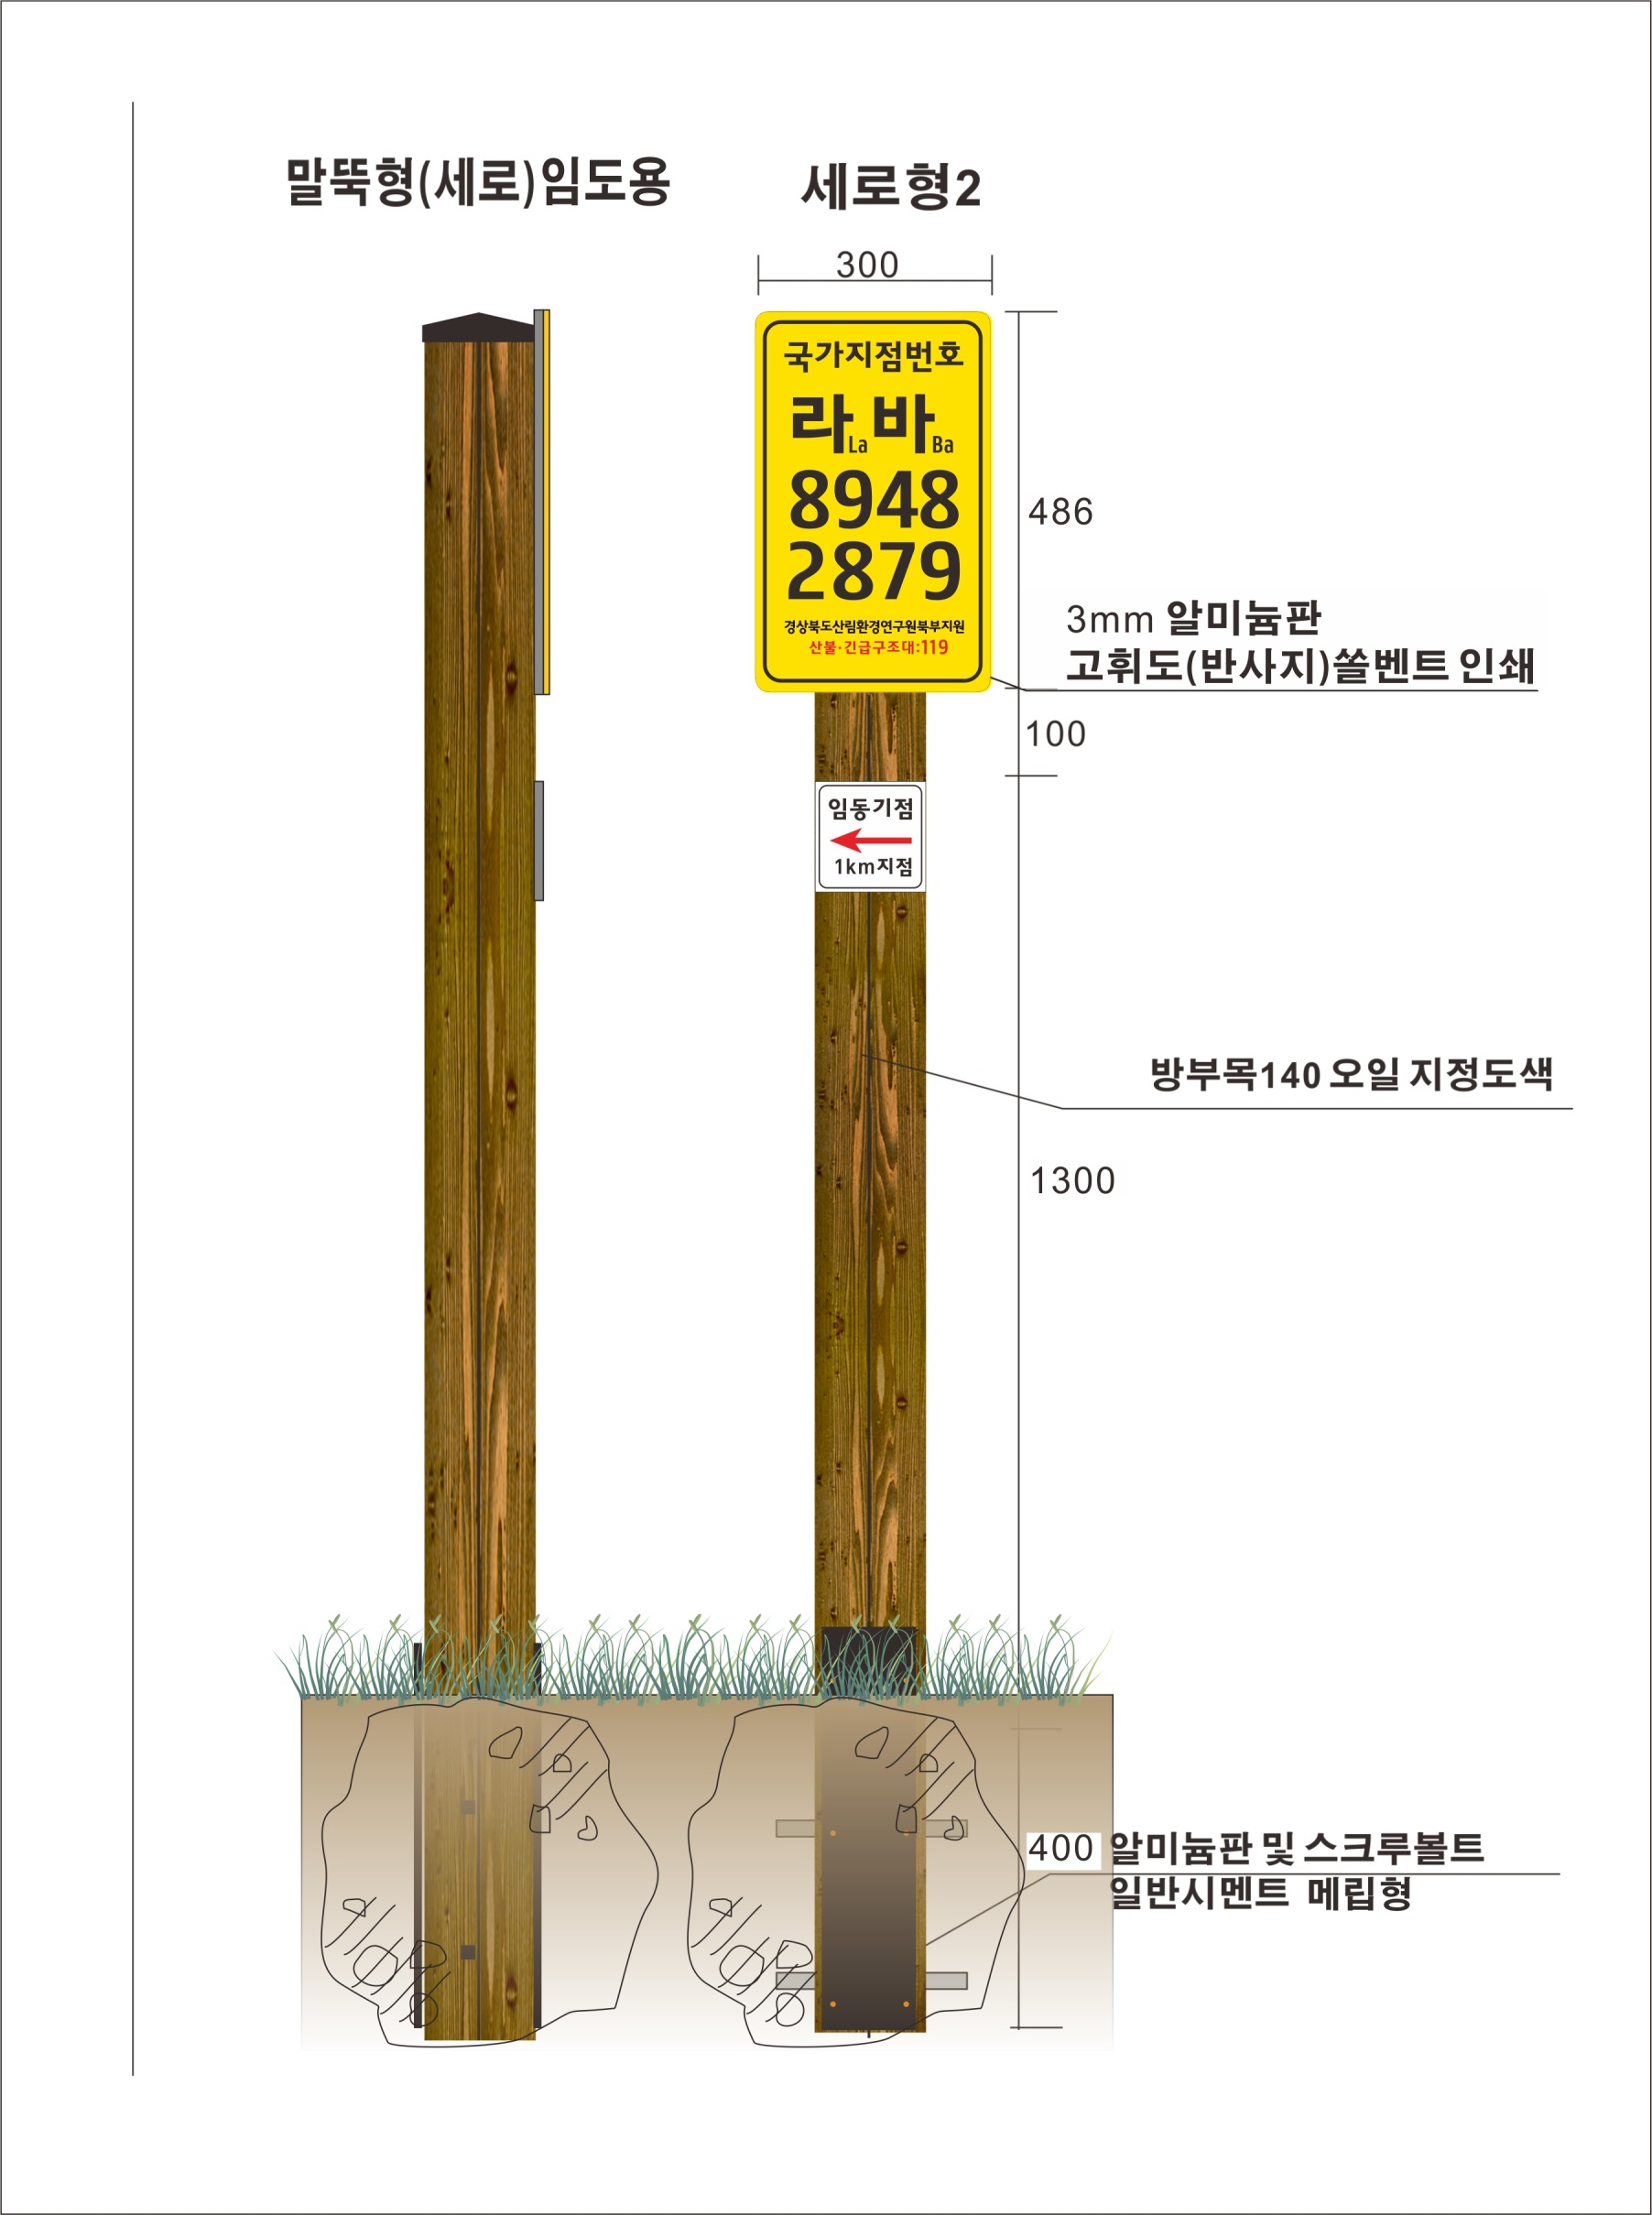 말뚝형(세로)임도용
세로형2
300
국가지점번호
라La 바Ba
8948
2879
경상북도산림환경연구원북부지원
산불·긴급구조대:119
486
3mm 알미늄판
고휘도(반사지)쏠벤트 인쇄
100
임동기점
1km지점
방부목140 오일 지정도색
1300
400 알미늄판 및 스크루볼트
일반시멘트 메립형